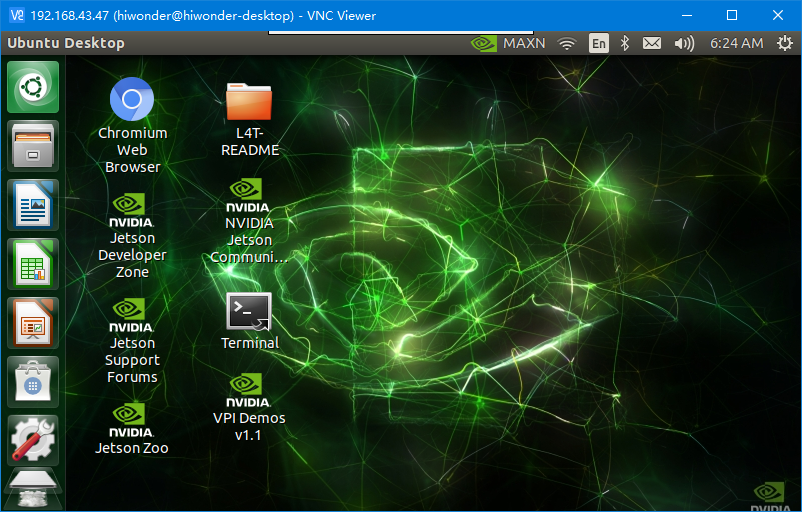 192.168.43.47 (hiwonder@hiwonder-desktop) - VNC Viewer
Ubuntu Desktop
MAXN
En
6:24 AM
Chromium
Web
Browser
L4T-
README
NVIDIA.
Jetson
Developer
Zone
NVIDIA.
NVIDIA
Jetson
Communi...
NVIDIA.
Jetson
Support
Forums
Terminal
NVIDIA.
Jetson Zoo
NVIDIA.
VPI Demos
v1.1
NVIDIA